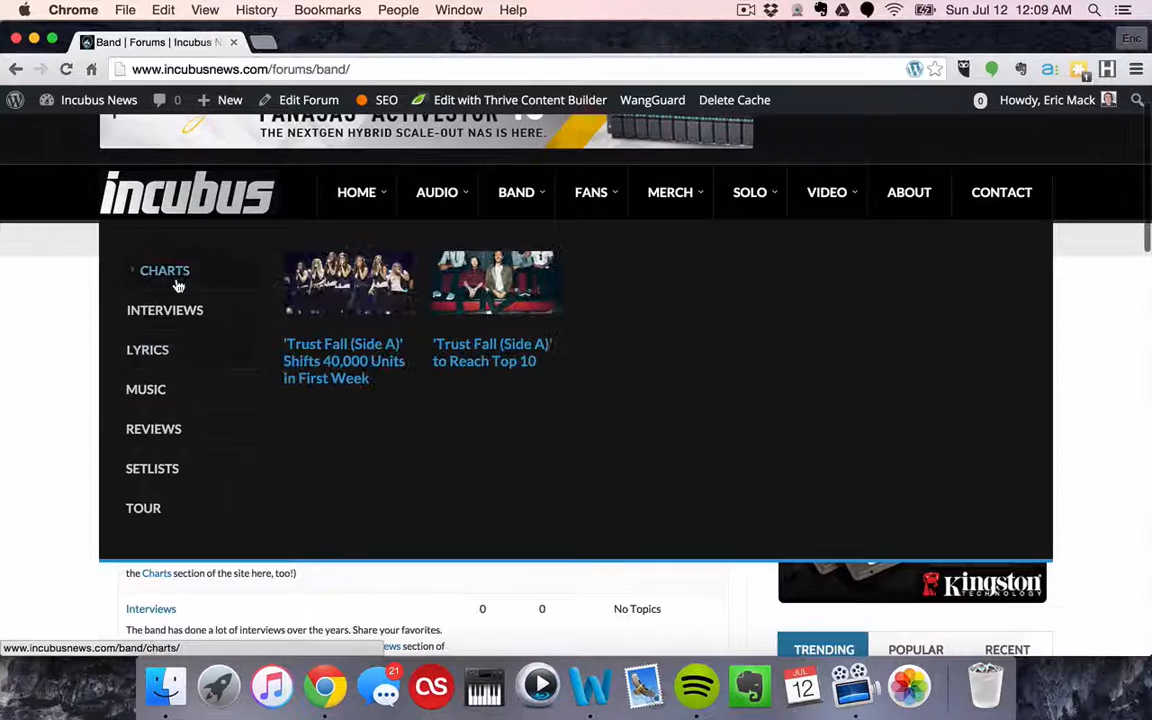 Chrome File Edit View History Bookmarks People Window Help Sun Jul 12 12:09 AM
Band | Forums | Incubus N Eric
www.incubusnews.com/forums/band/
Incubus News 0 New Edit Forum SEO Edit with Thrive Content Builder WangGuard Delete Cache 0 Howdy, Eric Mack
THE NEXTGEN HYBRID SCALE-OUT NAS IS HERE.
incubus HOME AUDIO BAND FANS MERCH SOLO VIDEO ABOUT CONTACT
CHARTS
INTERVIEWS
LYRICS
MUSIC
REVIEWS
SETLISTS
TOUR
'Trust Fall (Side A)'
Shifts 40,000 Units
in First Week
'Trust Fall (Side A)'
to Reach Top 10
the Charts section of the site here, too!)
Interviews 0 0 No Topics
The band has done a lot of interviews over the years. Share your favorites.
section of
Kingston
TECHNOLOGY
TRENDING POPULAR RECENT
www.incubusnews.com/band/charts/
21
JUL
12